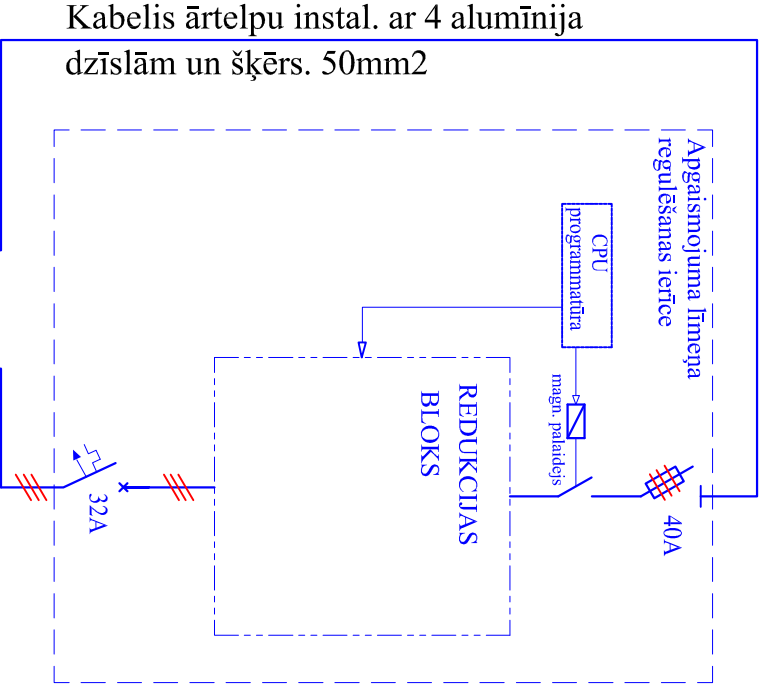 Kabelis ārtelpu instal. ar 4 alumīnija
dzīslām un šķērs. 50mm2
Apgaismojuma līmeņa
regulēšanas ierīce
CPU
programmatūra
magn. palaidejs
REDUKCIJAS
BLOKS
40A
32A